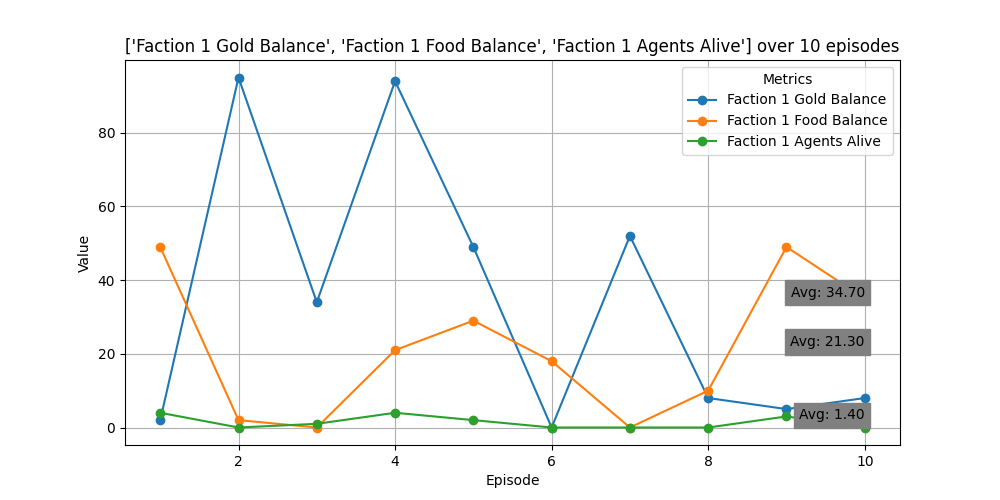 ['Faction 1 Gold Balance', 'Faction 1 Food Balance', 'Faction 1 Agents Alive'] over 10 episodes
Metrics
Faction 1 Gold Balance
Faction 1 Food Balance
Faction 1 Agents Alive
Value
80
60
40
20
0
Avg: 34.70
Avg: 21.30
Avg: 1.40
2
4
6
8
10
Episode